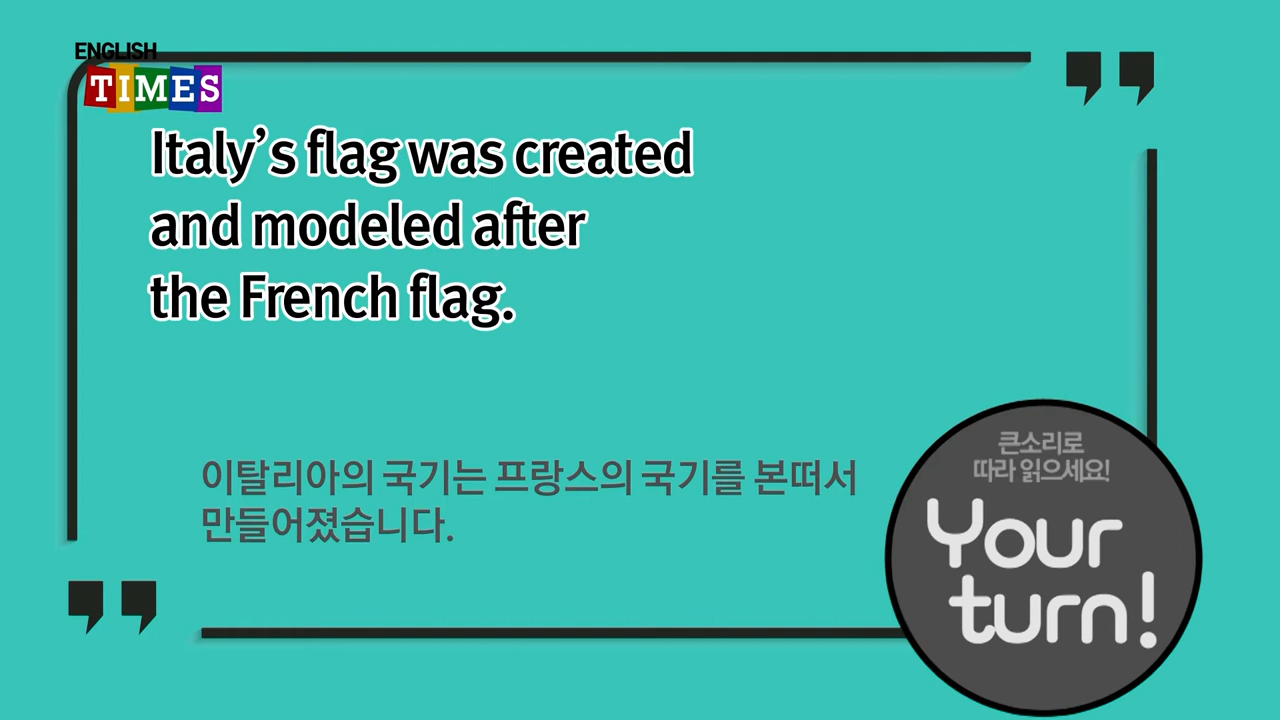 ENGLISH
TIMES
Italy’s flag was created
and modeled after
the French flag.
이탈리아의 국기는 프랑스의 국기를 본떠서
만들어졌습니다.
큰소리로
따라 읽으세요!
Your
turn!